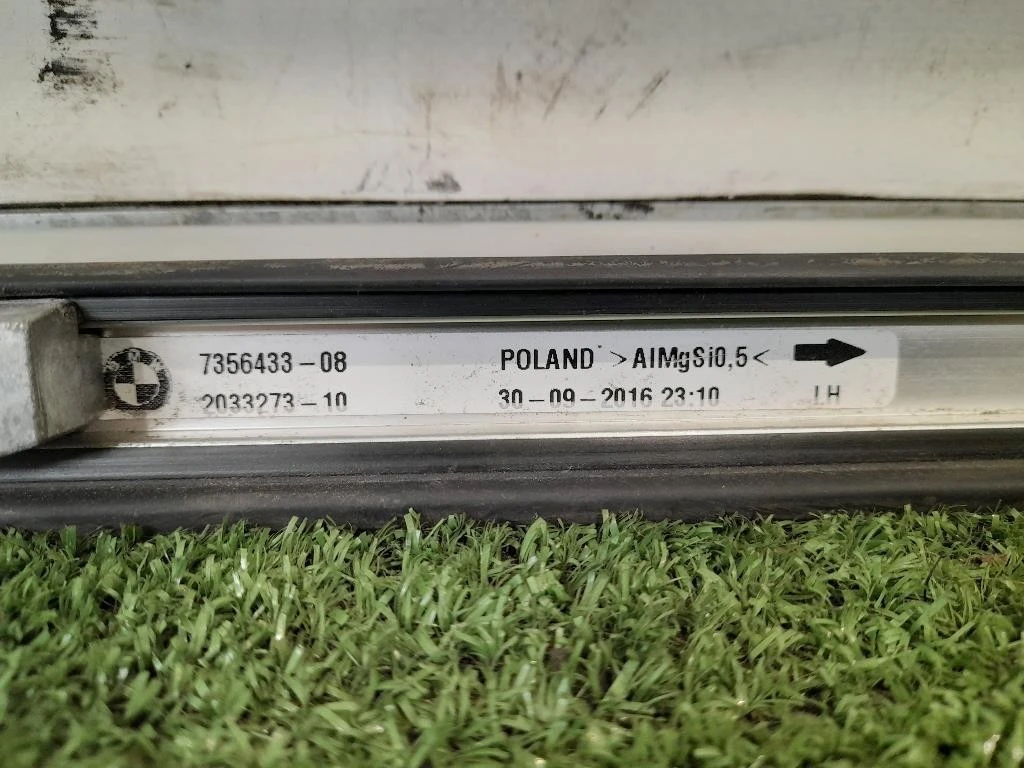 7356433-08 POLAND >AlMgSi0,5<
2033273-10 30-09-2016 23:10 LH